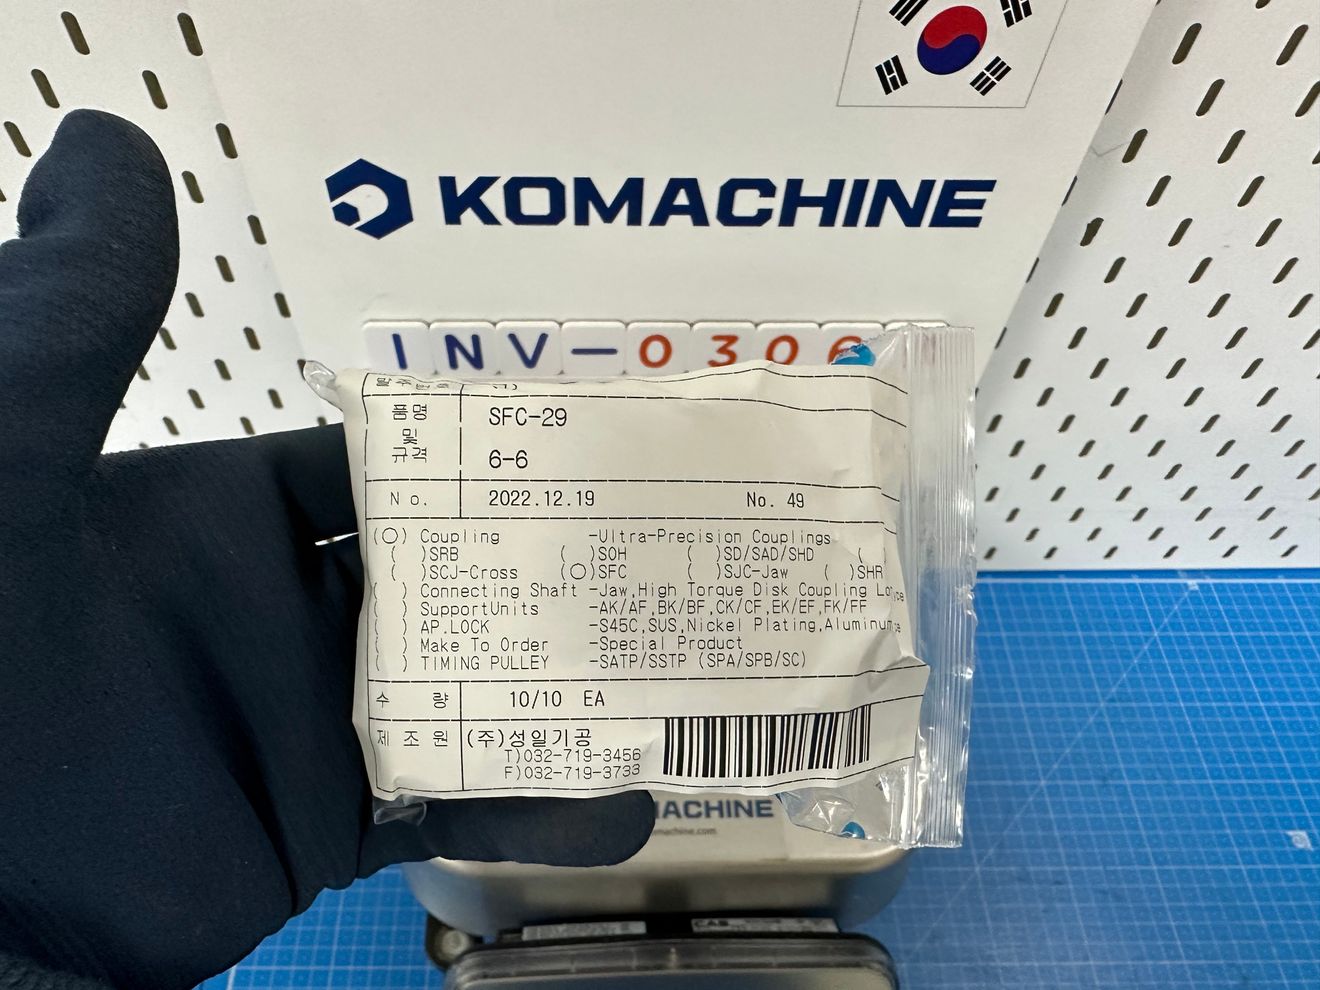 KOMACHINE
INV-0306
품명 및 규격 SFC-29
6-6
No. 2022.12.19 No. 49
(○) Coupling -Ultra-Precision Couplings
( )SRB ( )SOH ( )SD/SAD/SHD ( )
( )SCJ-Cross (○)SFC ( )SJC-Jaw ( )SHR
( ) Connecting Shaft -Jaw,High Torque Disk Coupling
( ) SupportUnits -AK/AF,BK/BF,CK/CF,EK/EF,FK/FF
( ) AP.LOCK -S45C,SUS,Nickel Plating,Aluminum
( ) Make To Order -Special Product
( ) TIMING PULLEY -SATP/SSTP (SPA/SPB/SC)
수 량 10/10 EA
제 조 원 (주)성일기공
T)032-719-3456
F)032-719-3733
MACHINE
machine.com
CAS